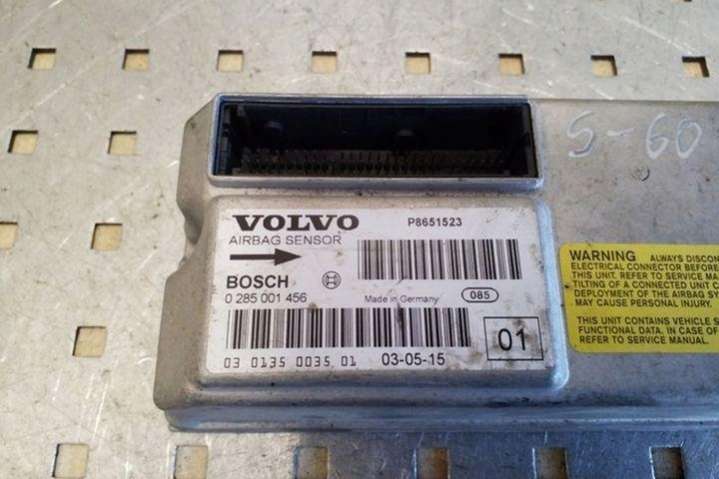 S-60
VOLVO
P8651523
AIRBAG SENSOR
BOSCH
0 285 001 456
Made in Germany
085
01
03 0135 0035 01
03-05-15
WARNING ALWAYS DISCON
ELECTRICAL CONNECTOR BEFORE
THIS UNIT. REFER TO SERVICE MA
TILTING OF A CONNECTED UNIT C
DEPLOYMENT OF THE AIRBAG SY
MAY CAUSE PERSONAL INJURY.
THIS UNIT CONTAINS VEHICLE S
FUNCTIONAL DATA. IN CASE OF
REFER TO SERVICE MANUAL.